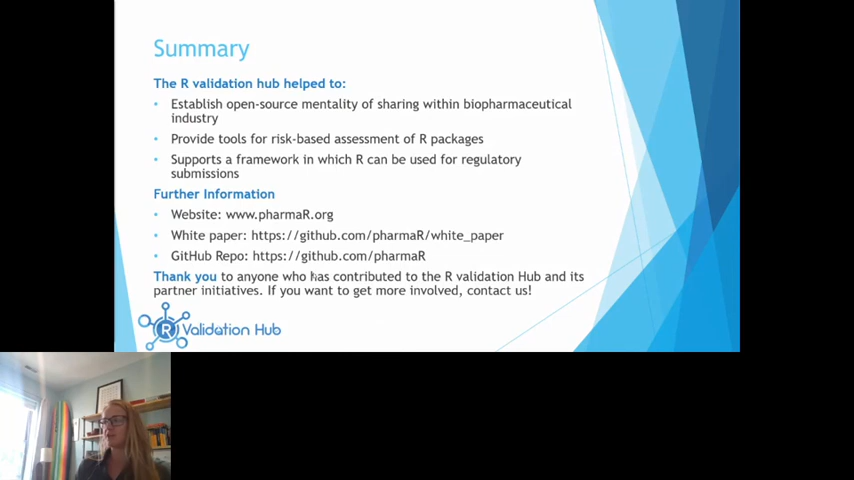 Summary
The R validation hub helped to:
• Establish open-source mentality of sharing within biopharmaceutical
industry
• Provide tools for risk-based assessment of R packages
• Supports a framework in which R can be used for regulatory
submissions
Further Information
• Website: www.pharmaR.org
• White paper: https://github.com/pharmaR/white_paper
• GitHub Repo: https://github.com/pharmaR
Thank you to anyone who has contributed to the R validation Hub and its
partner initiatives. If you want to get more involved, contact us!
R Validation Hub